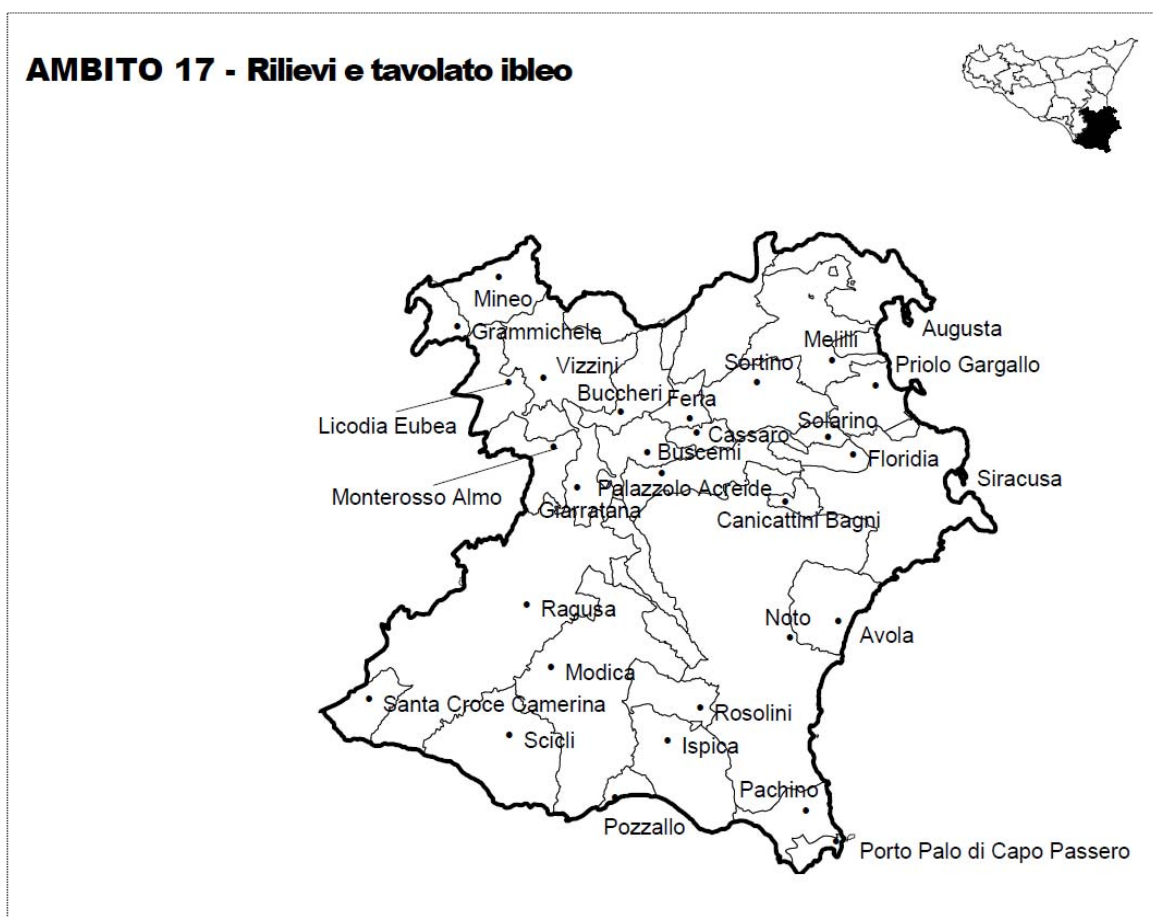 AMBITO 17 - Rilievi e tavolato ibleo
Mineo
Grammichele
Augusta
Melilli
Vizzini
Sortino
Priolo Gargallo
Buccheri
Ferla
Licodia Eubea
Solarino
Cassaro
Buscemi
Floridia
Siracusa
Monterosso Almo
Palazzolo Acreide
Giarratana
Canicattini Bagni
Ragusa
Noto
Avola
Modica
Santa Croce Camerina
Rosolini
Scicli
Ispica
Pachino
Pozzallo
Porto Palo di Capo Passero